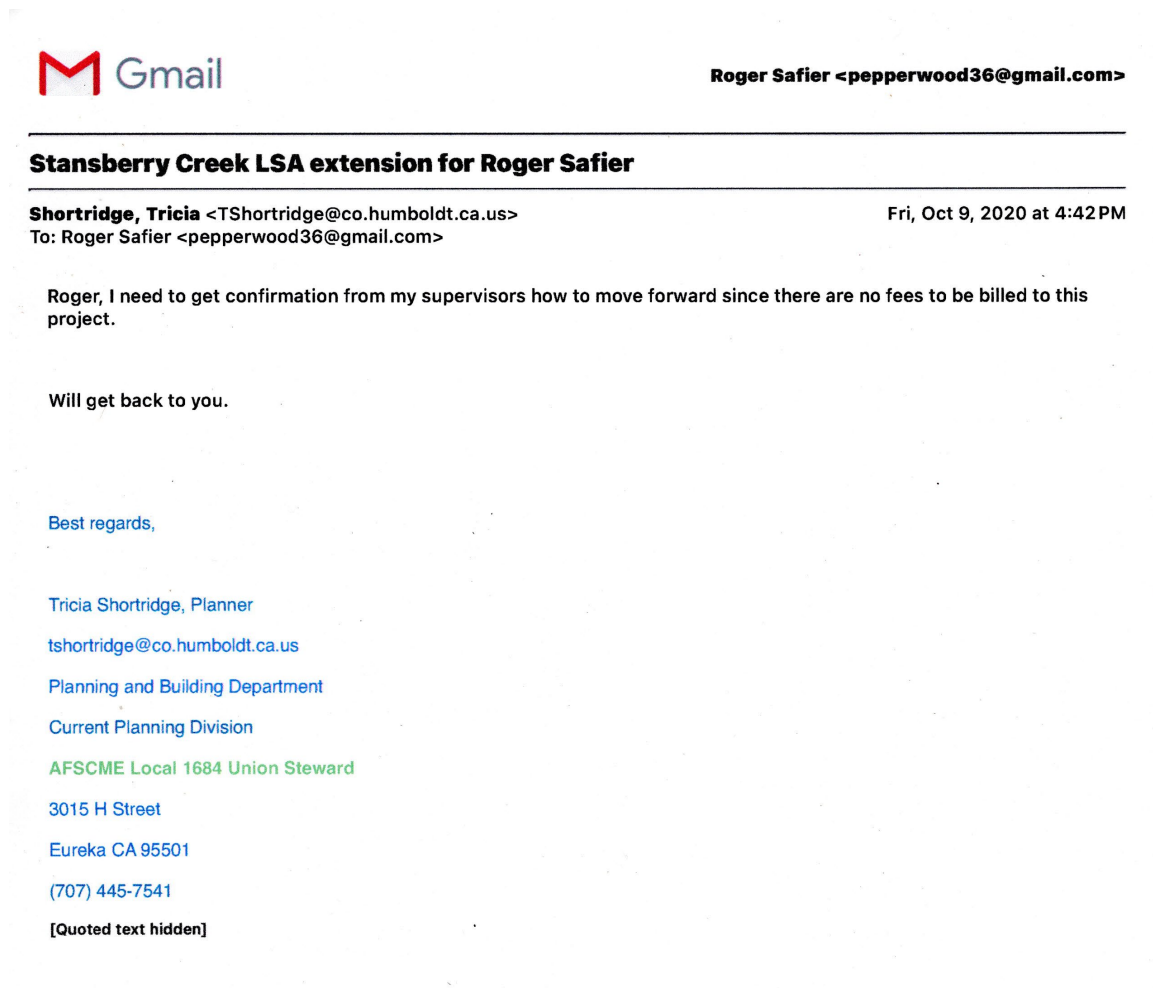 Gmail
Roger Safier <pepperwood36@gmail.com>
Stansberry Creek LSA extension for Roger Safier
Shortridge, Tricia <TShortridge@co.humboldt.ca.us>
Fri, Oct 9, 2020 at 4:42 PM
To: Roger Safier <pepperwood36@gmail.com>
Roger, I need to get confirmation from my supervisors how to move forward since there are no fees to be billed to this
project.
Will get back to you.
Best regards,
Tricia Shortridge, Planner
tshortridge@co.humboldt.ca.us
Planning and Building Department
Current Planning Division
AFSCME Local 1684 Union Steward
3015 H Street
Eureka CA 95501
(707) 445-7541
[Quoted text hidden]